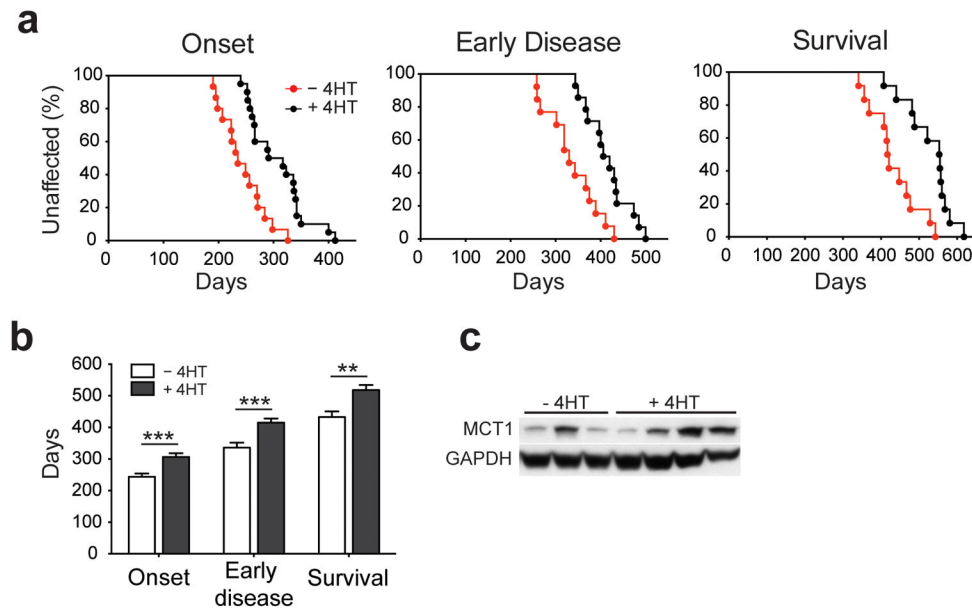 a
Onset
Early Disease
Survival
Unaffected (%)
100
80
60
40
20
0
− 4HT
+ 4HT
0 100 200 300 400
Days
100
80
60
40
20
0
0 100 200 300 400 500
Days
100
80
60
40
20
0
0 100 200 300 400 500 600
Days
b
Days
600
500
400
300
200
100
0
− 4HT
+ 4HT
***
***
**
Onset
Early
disease
Survival
c
- 4HT
+ 4HT
MCT1
GAPDH